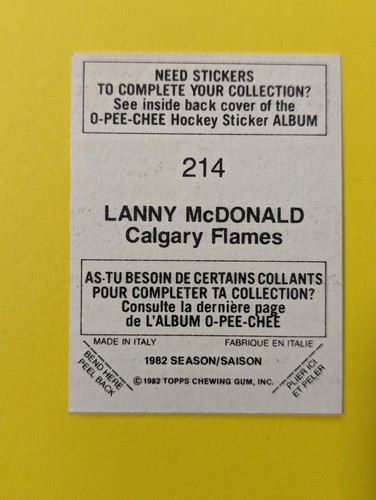 NEED STICKERS
TO COMPLETE YOUR COLLECTION?
See inside back cover of the
O-PEE-CHEE Hockey Sticker ALBUM
214
LANNY McDONALD
Calgary Flames
AS-TU BESOIN DE CERTAINS COLLANTS
POUR COMPLETER TA COLLECTION?
Consulte la dernière page
de L'ALBUM O-PEE-CHEE
MADE IN ITALY FABRIQUE EN ITALIE
1982 SEASON/SAISON
©1982 TOPPS CHEWING GUM, INC.
BEND HERE
PEEL BACK
PLIER ICI
ET PELER